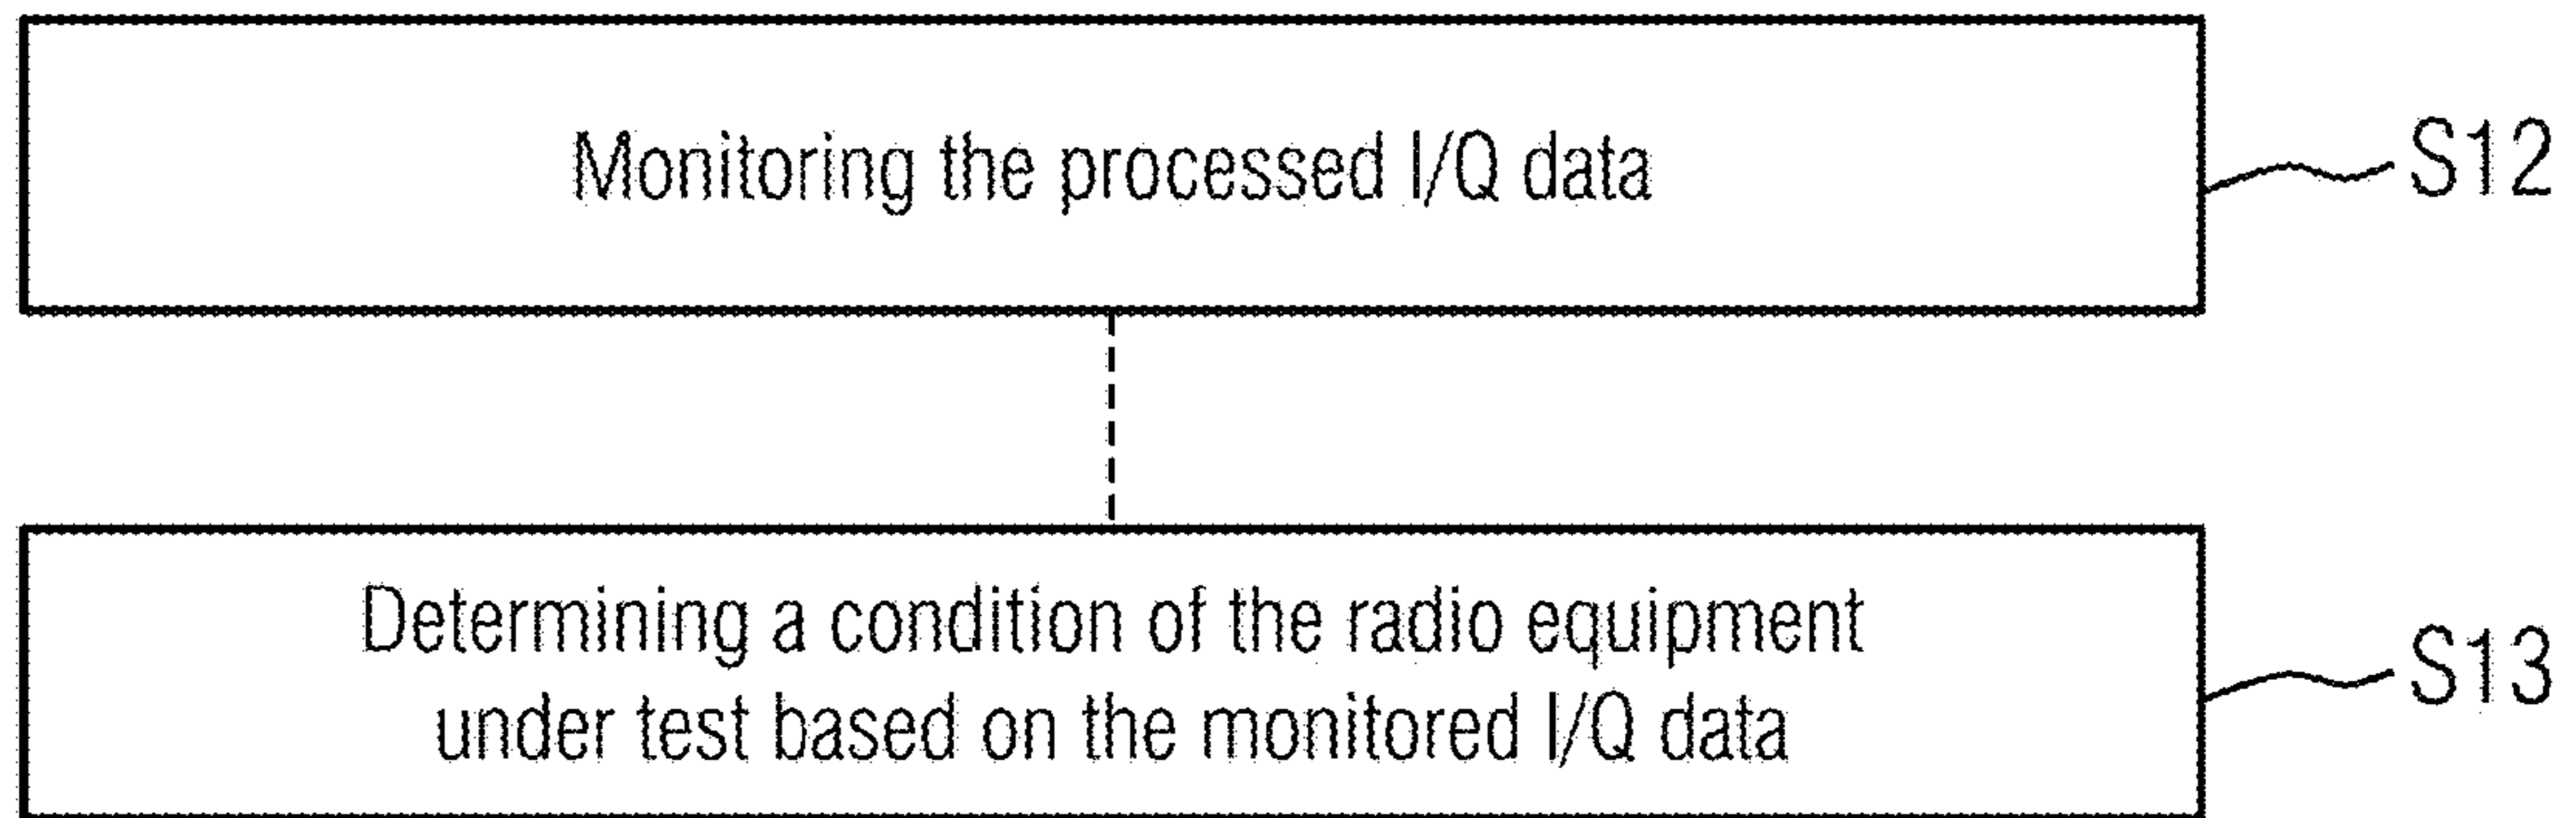 Monitoring the processed I/Q data
S12
Determining a condition of the radio equipment
under test based on the monitored I/Q data
S13